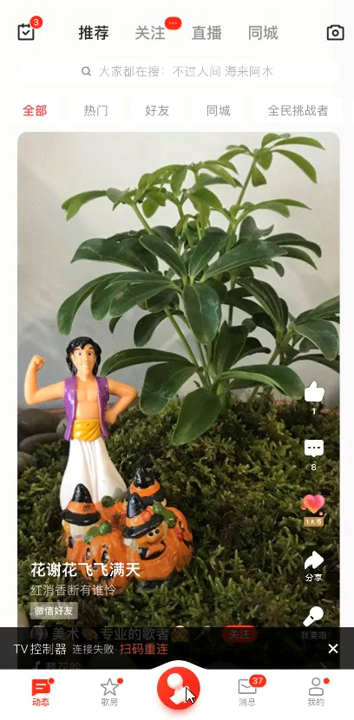 3
推荐 关注 直播 同城
大家都在搜：不过人间 海来阿木
全部 热门 好友 同城 全民挑战者
1
8
花谢花飞飞满天
红消香断有谁怜
分享
微信好友
美术 专业的歌者 关注
我要唱
TV控制器 连接失败 扫码重连
37
动态 歌房 消息 我的